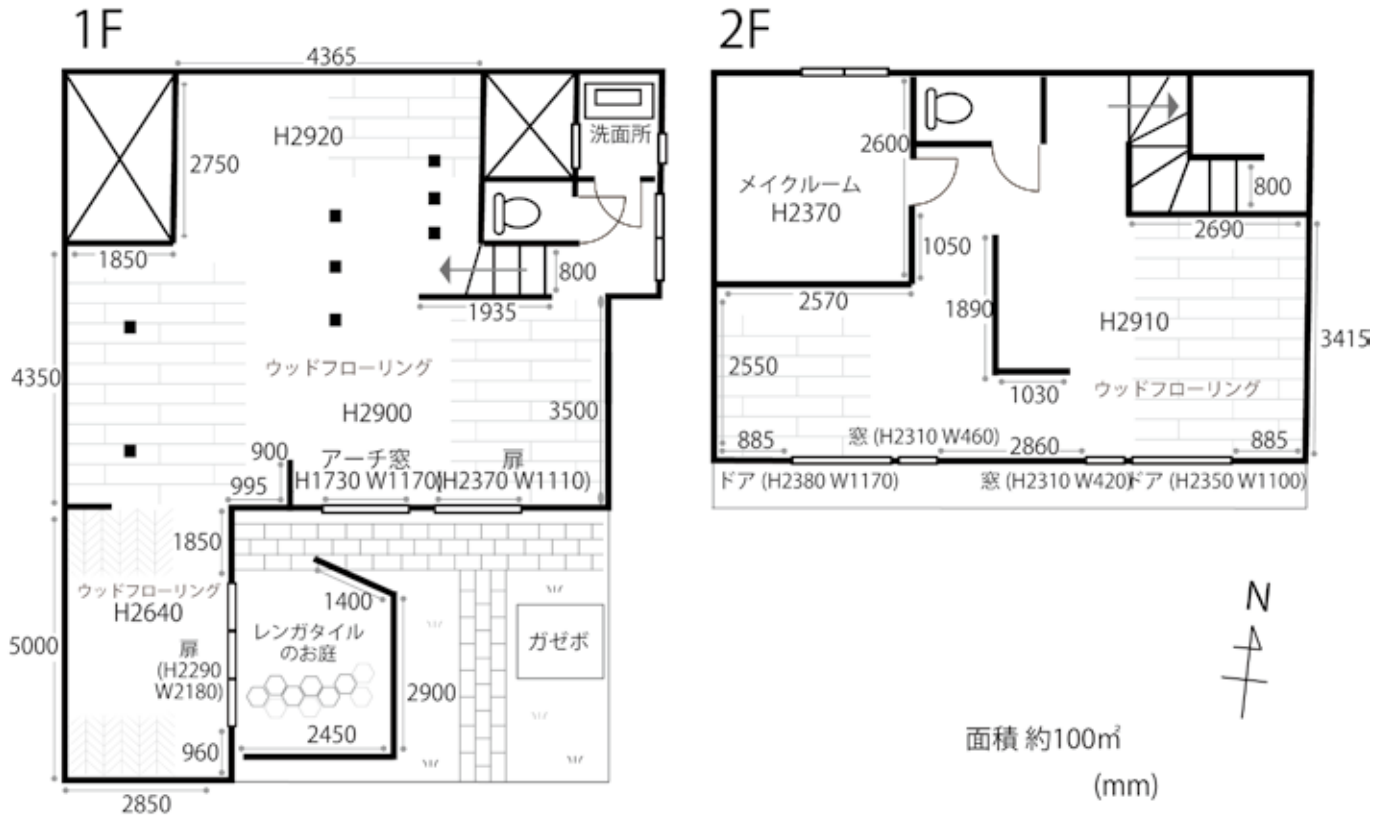 1F
4365
H2920
2750
洗面所
1850
800
1935
4350
ウッドフローリング
H2900
3500
900
995
アーチ窓
H1730 W1170)
扉
(H2370 W1110)
1850
ウッドフローリング
H2640
5000
扉
(H2290
W2180)
960
2850
1400
レンガタイル
のお庭
2900
2450
ガゼボ
2F
2600
メイクルーム
H2370
1050
2570
800
2690
1890
H2910
3415
2550
1030
ウッドフローリング
885
窓 (H2310 W460)
2860
885
ドア (H2380 W1170)
窓 (H2310 W420)
ドア (H2350 W1100)
N
面積 約100㎡
(mm)